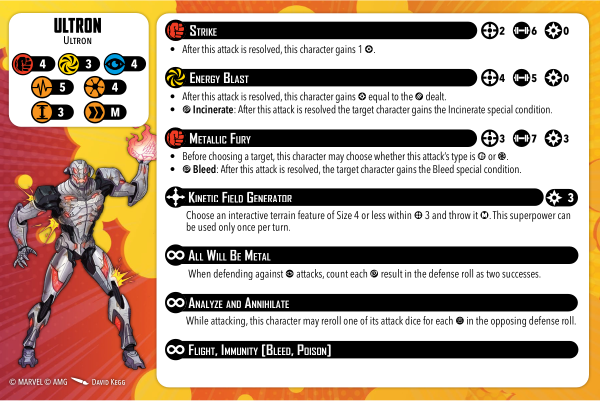 ULTRON
ULTRON
4 3 4
5 4
3 M
STRIKE 2 6 0
• After this attack is resolved, this character gains 1 .
ENERGY BLAST 4 5 0
• After this attack is resolved, this character gains equal to the dealt.
• Incinerate: After this attack is resolved the target character gains the Incinerate special condition.
METALLIC FURY 3 7 3
• Before choosing a target, this character may choose whether this attack's type is or .
• Bleed: After this attack is resolved, the target character gains the Bleed special condition.
KINETIC FIELD GENERATOR 3
Choose an interactive terrain feature of Size 4 or less within 3 and throw it M. This superpower can
be used only once per turn.
ALL WILL BE METAL
When defending against attacks, count each result in the defense roll as two successes.
ANALYZE AND ANNIHILATE
While attacking, this character may reroll one of its attack dice for each in the opposing defense roll.
FLIGHT, IMMUNITY [BLEED, POISON]
© MARVEL © AMG DAVID KEGG